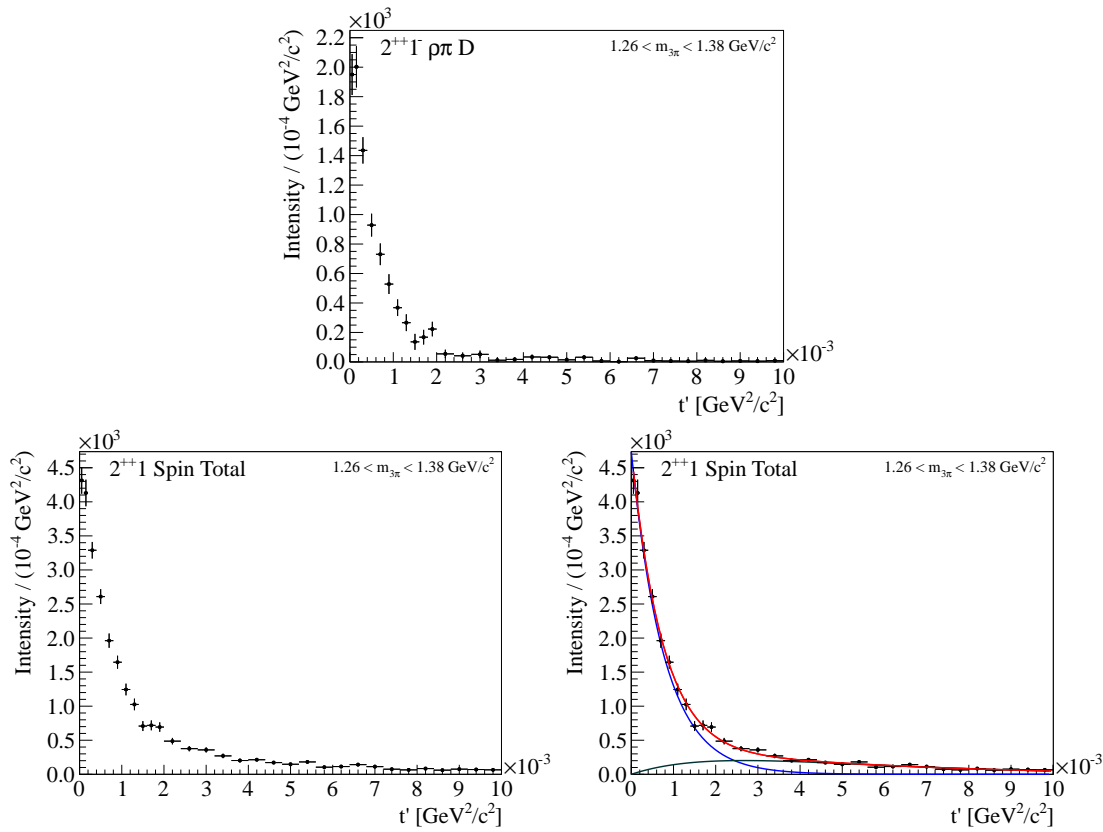 ×10³
2⁺⁺1⁻ ρπ D
1.26 < m₃π < 1.38 GeV/c²
Intensity / (10⁻⁴ GeV²/c²)
2.2
2.0
1.8
1.6
1.4
1.2
1.0
0.8
0.6
0.4
0.2
0.0
0 1 2 3 4 5 6 7 8 9 10
×10⁻³
t' [GeV²/c²]
×10³
2⁺⁺1 Spin Total
1.26 < m₃π < 1.38 GeV/c²
Intensity / (10⁻⁴ GeV²/c²)
4.5
4.0
3.5
3.0
2.5
2.0
1.5
1.0
0.5
0.0
0 1 2 3 4 5 6 7 8 9 10
×10⁻³
t' [GeV²/c²]
×10³
2⁺⁺1 Spin Total
1.26 < m₃π < 1.38 GeV/c²
Intensity / (10⁻⁴ GeV²/c²)
4.5
4.0
3.5
3.0
2.5
2.0
1.5
1.0
0.5
0.0
0 1 2 3 4 5 6 7 8 9 10
×10⁻³
t' [GeV²/c²]